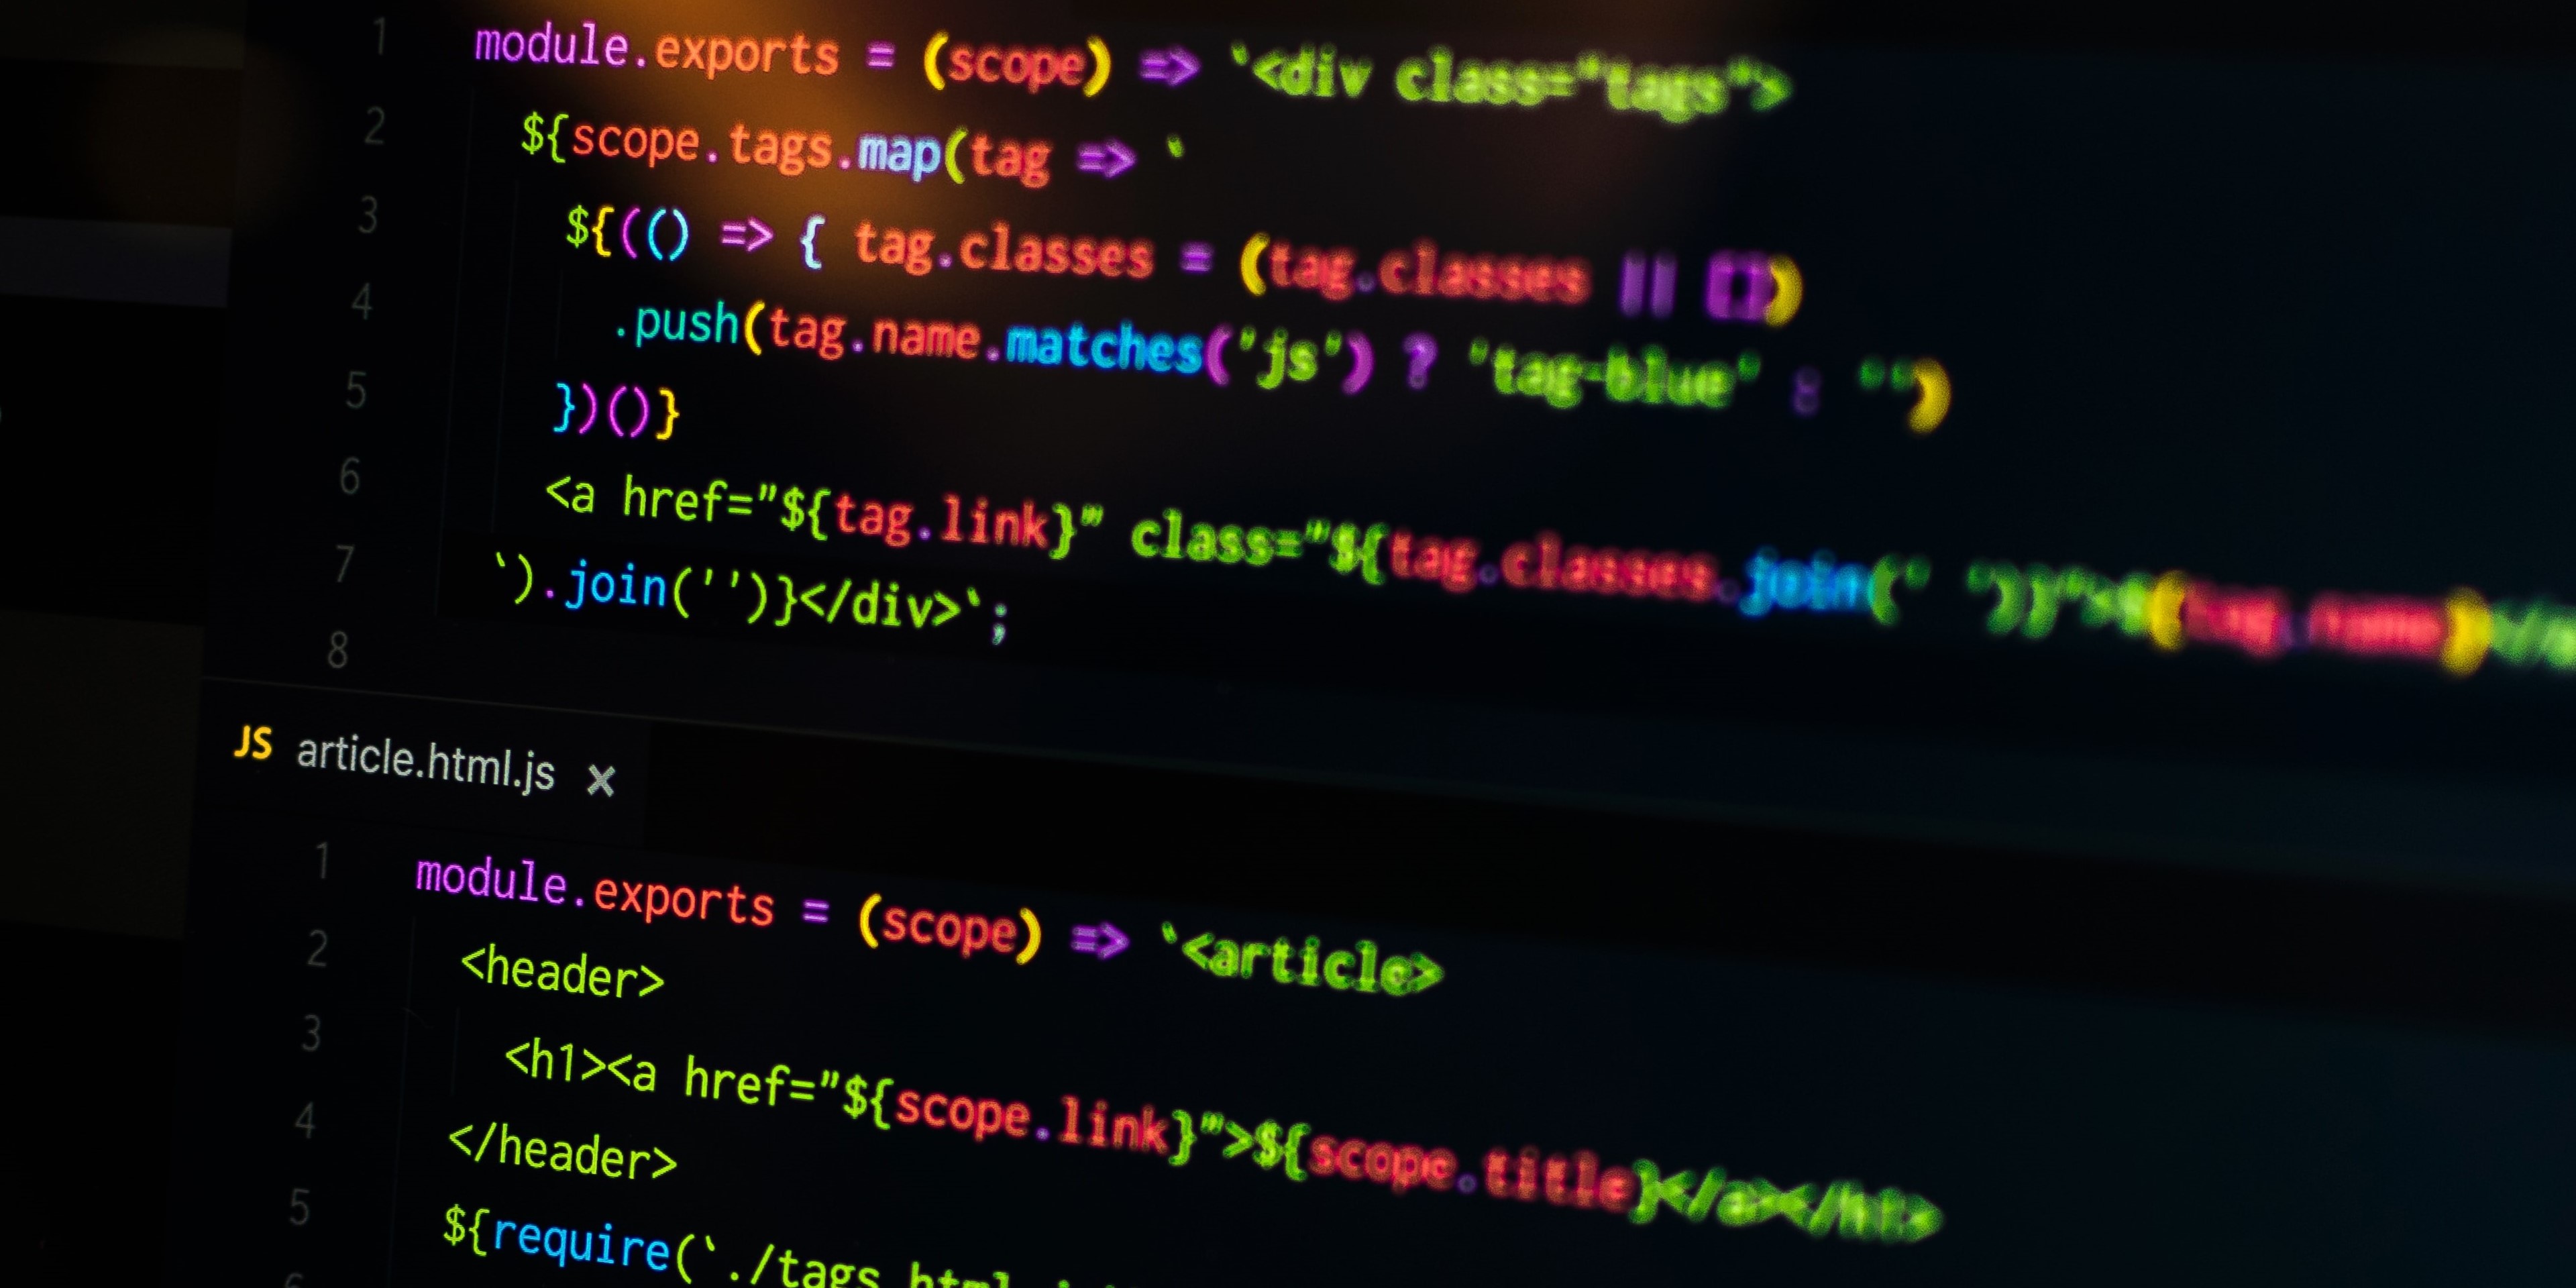 1 module.exports = (scope) => `<div class="tags">
2 ${scope.tags.map(tag => `
3 ${(() => { tag.classes = (tag.classes || [])
4 .push(tag.name.matches('js') ? 'tag-blue' : '')
5 })()}
6 <a href="${tag.link}" class="${tag.classes.join(' ')}">${tag.name}</a
7 `).join('')}</div>`;
8
JS article.html.js ×
1 module.exports = (scope) => `<article>
2 <header>
3 <h1><a href="${scope.link}">${scope.title}</a></h1>
4 </header>
5 ${require(`./tags.html
6